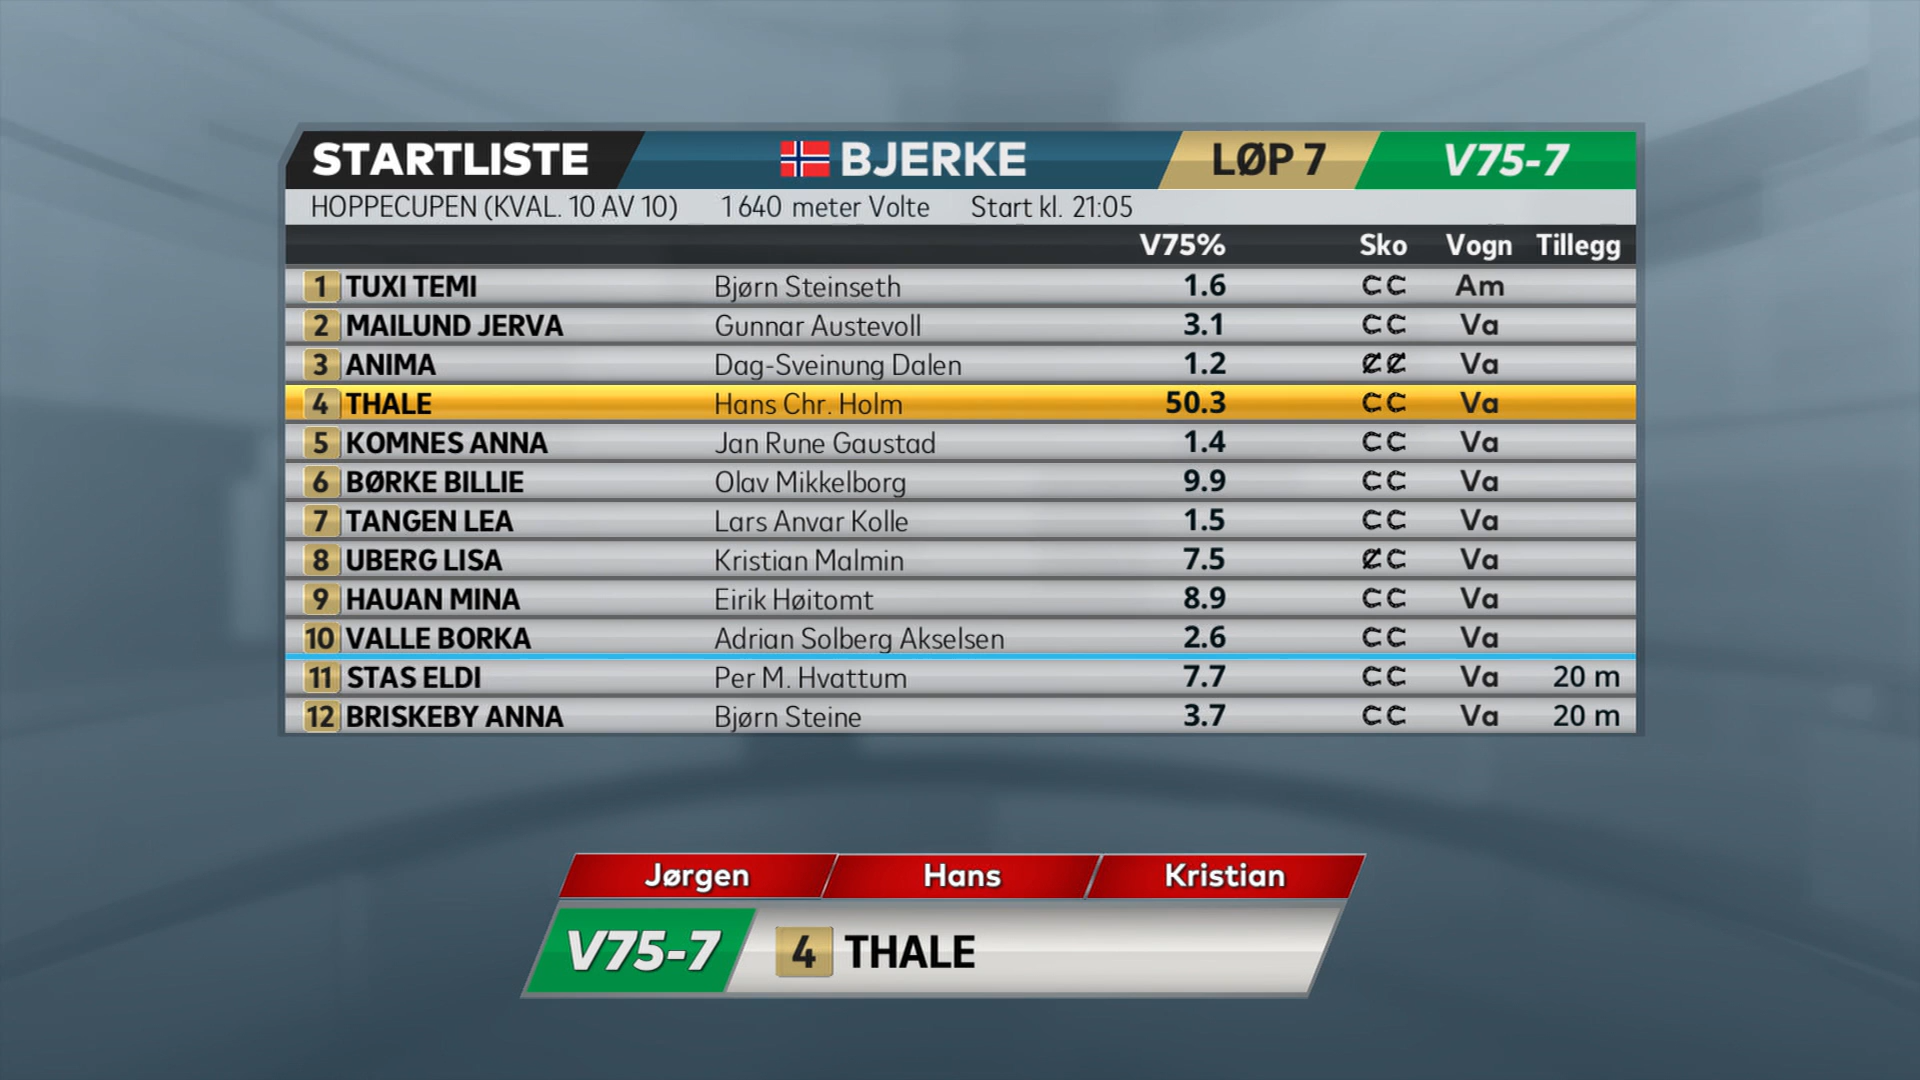 STARTLISTE BJERKE LØP 7 V75-7
HOPPECUPEN (KVAL. 10 AV 10) 1 640 meter Volte Start kl. 21:05
V75% Sko Vogn Tillegg
1 TUXI TEMI Bjørn Steinseth 1.6 C C Am
2 MAILUND JERVA Gunnar Austevoll 3.1 C C Va
3 ANIMA Dag-Sveinung Dalen 1.2 Ȼ Ȼ Va
4 THALE Hans Chr. Holm 50.3 C C Va
5 KOMNES ANNA Jan Rune Gaustad 1.4 C C Va
6 BØRKE BILLIE Olav Mikkelborg 9.9 C C Va
7 TANGEN LEA Lars Anvar Kolle 1.5 C C Va
8 UBERG LISA Kristian Malmin 7.5 Ȼ C Va
9 HAUAN MINA Eirik Høitomt 8.9 C C Va
10 VALLE BORKA Adrian Solberg Akselsen 2.6 C C Va
11 STAS ELDI Per M. Hvattum 7.7 C C Va 20 m
12 BRISKEBY ANNA Bjørn Steine 3.7 C C Va 20 m
Jørgen Hans Kristian
V75-7 4 THALE